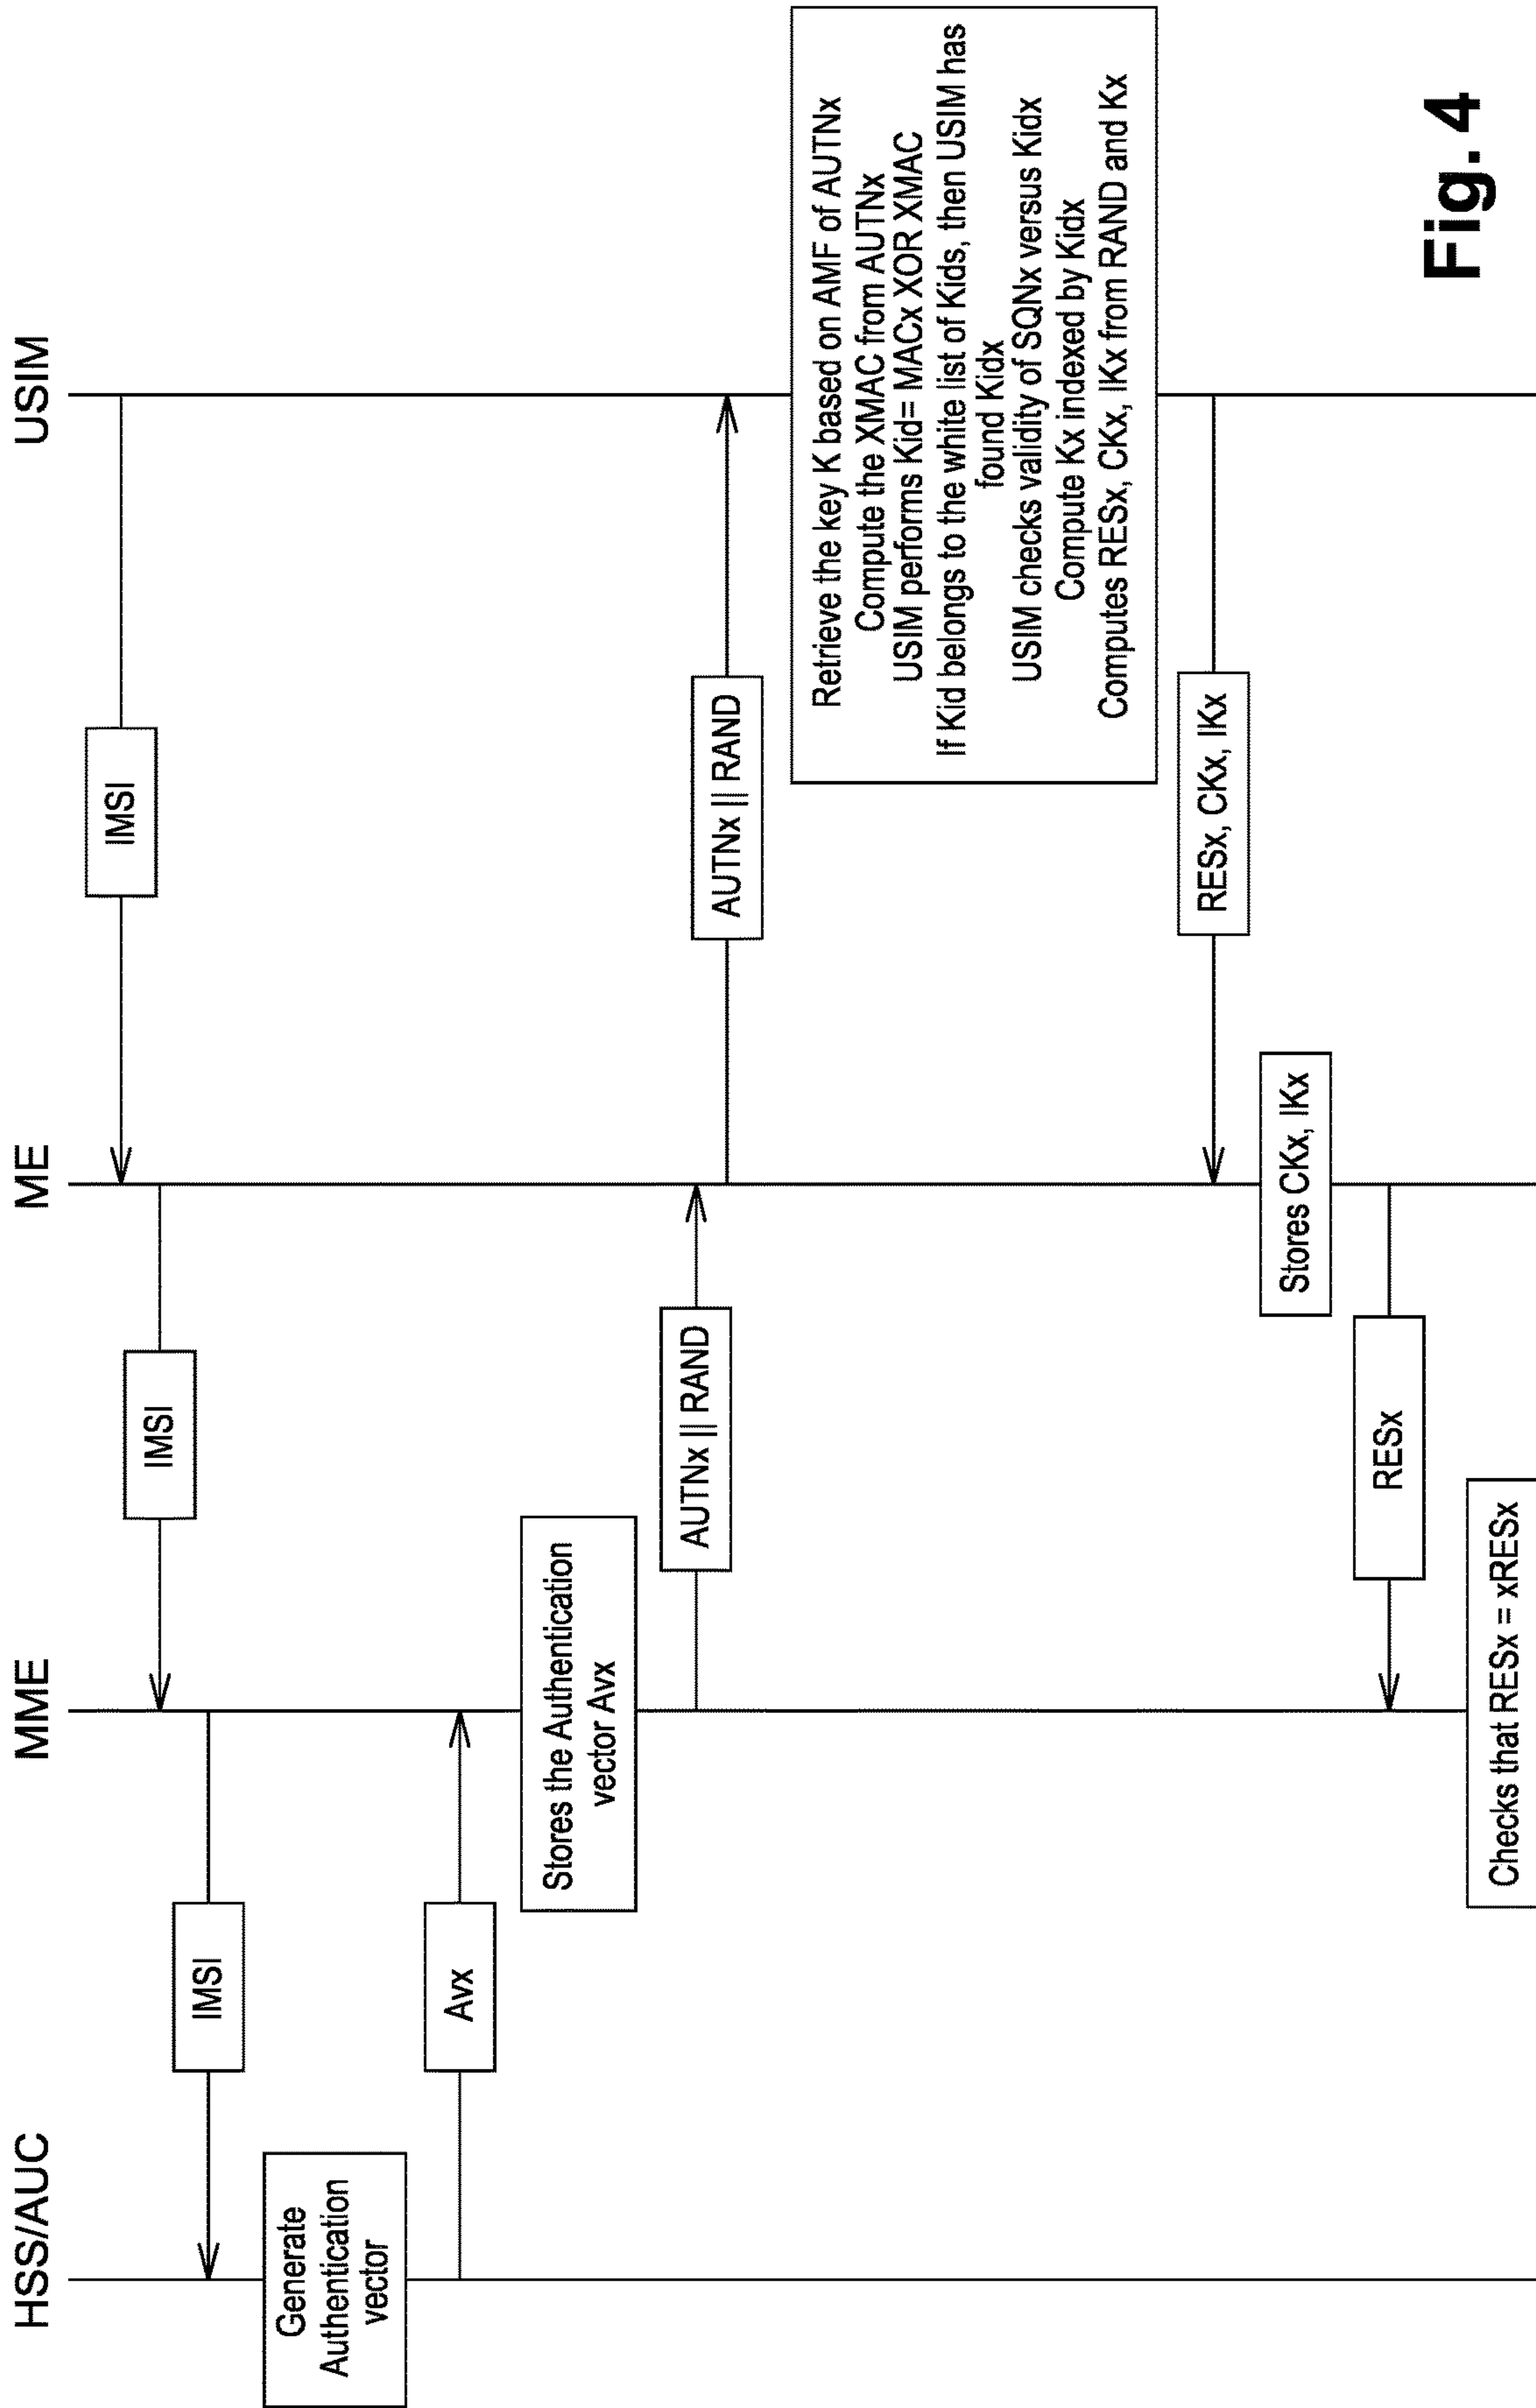 HSS/AUC
MME
ME
USIM
IMSI
IMSI
IMSI
Generate
Authentication
vector
Avx
Stores the Authentication
vector Avx
AUTNx || RAND
AUTNx || RAND
Retrieve the key K based on AMF of AUTNx
Compute the XMAC from AUTNx
USIM performs Kid= MACx XOR XMAC
If Kid belongs to the white list of Kids, then USIM has
found Kidx
USIM checks validity of SQNx versus Kidx
Compute Kx indexed by Kidx
Computes RESx, CKx, IKx from RAND and Kx
RESx, CKx, IKx
Stores CKx, IKx
RESx
Checks that RESx = xRESx
Fig. 4